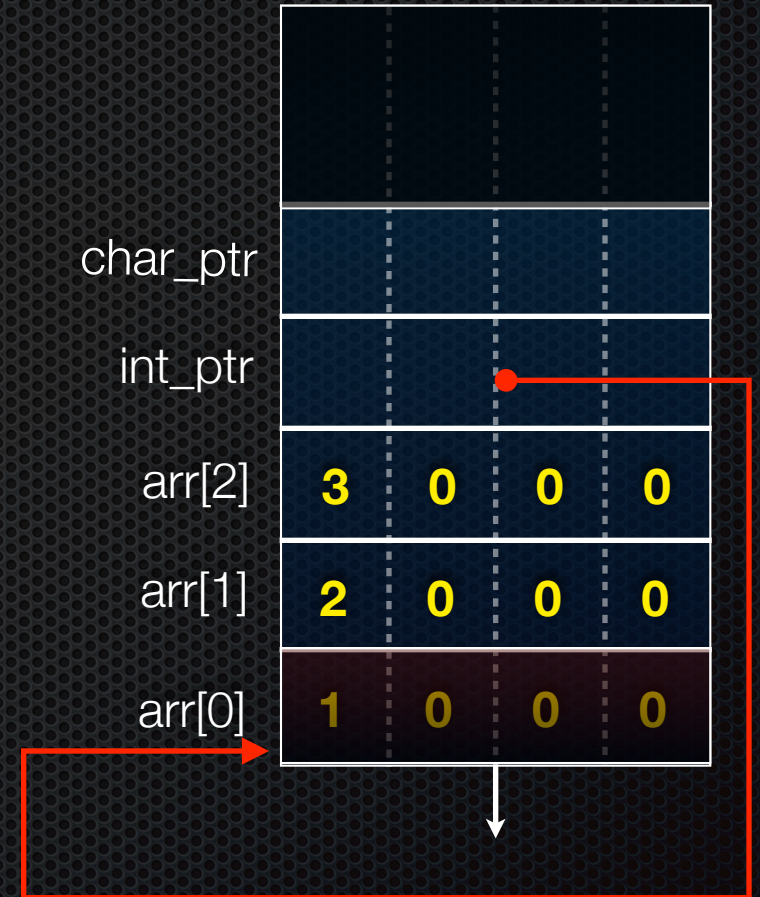 char_ptr
int_ptr
arr[2] 3 0 0 0
arr[1] 2 0 0 0
arr[0] 1 0 0 0